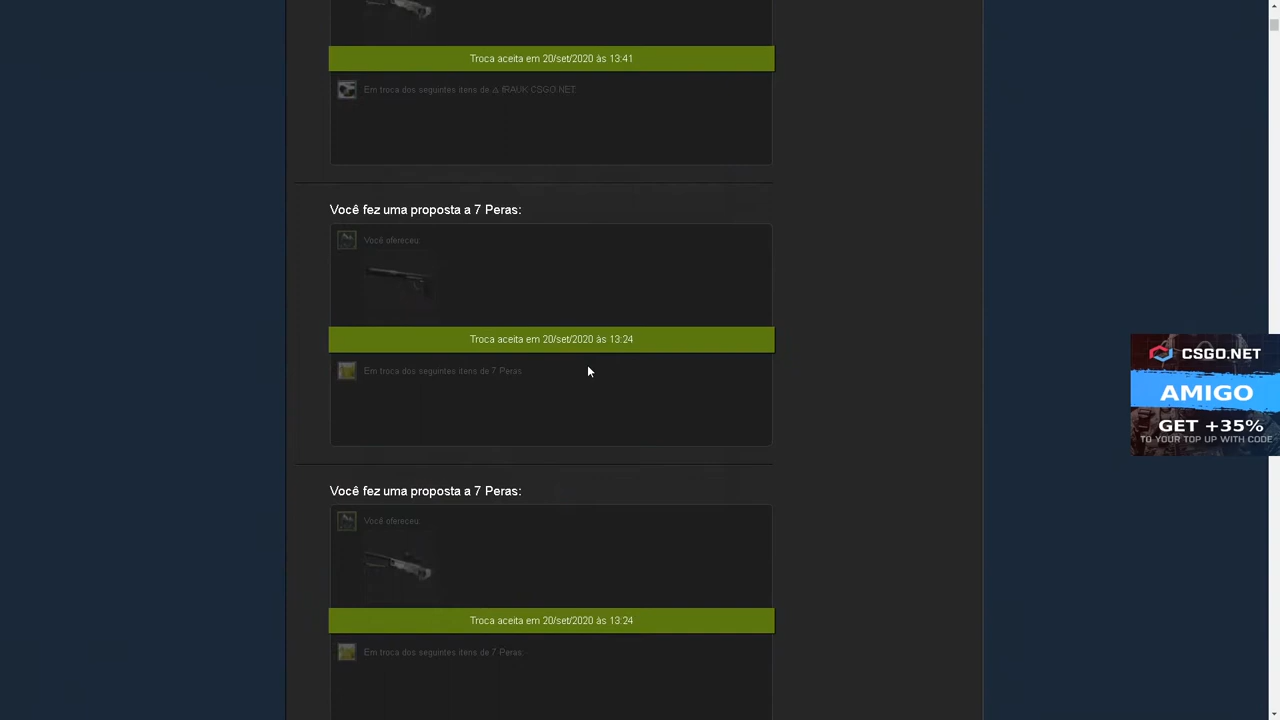 Troca aceita em 20/set/2020 às 13:41
Em troca dos seguintes itens de CSGO.NET
Você fez uma proposta a 7 Peras:
Você ofereceu:
Troca aceita em 20/set/2020 às 13:24
Em troca dos seguintes itens de 7 Peras:
Você fez uma proposta a 7 Peras:
Você ofereceu:
Troca aceita em 20/set/2020 às 13:24
Em troca dos seguintes itens de 7 Peras:
CSGO.NET
AMIGO
GET +35%
TO YOUR TOP UP WITH CODE